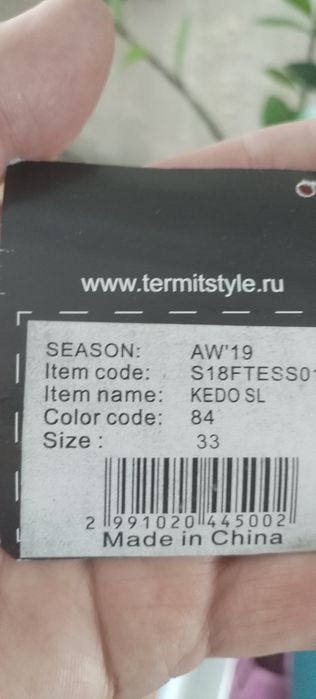 www.termitstyle.ru
SEASON: AW'19
Item code: S18FTESS01
Item name: KEDO SL
Color code: 84
Size : 33
2 991020 445002
Made in China